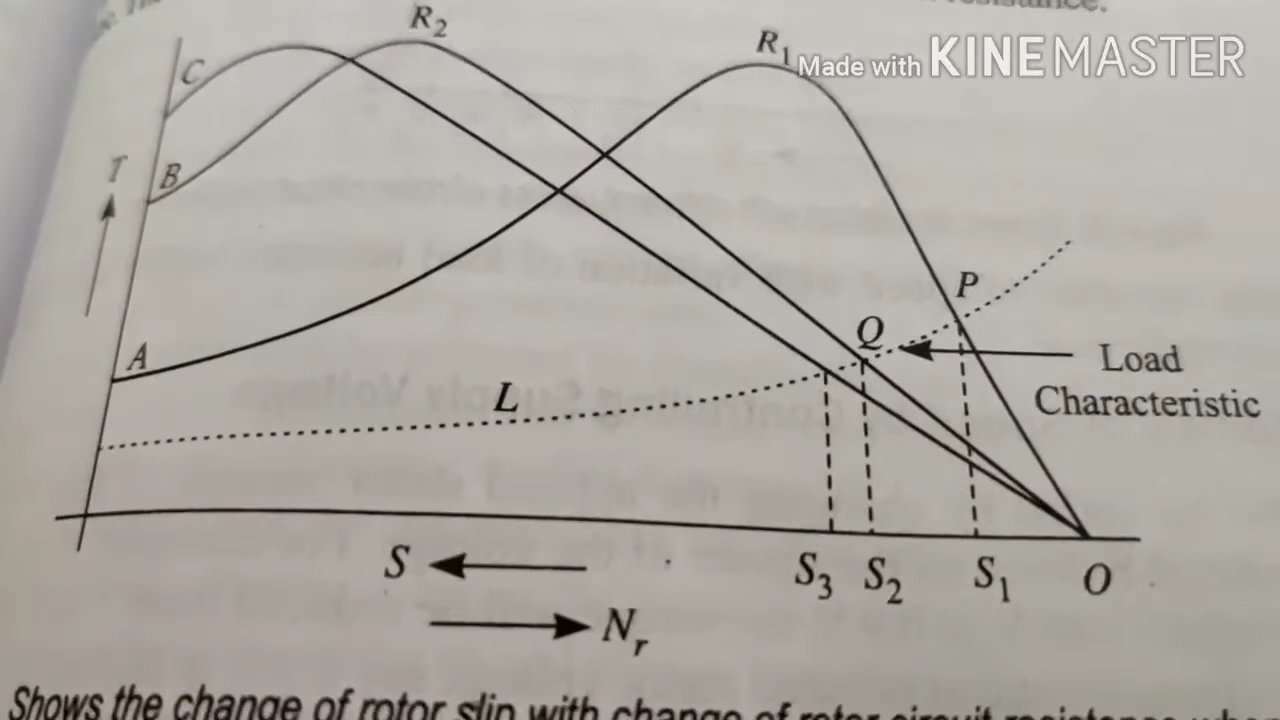 resistance.
R2
R1
Made with KINEMASTER
C
T
B
P
Q
A
Load
Characteristic
L
S
S3
S2
S1
O
Nr
Shows the change of rotor slip with change of rotor circuit resistance